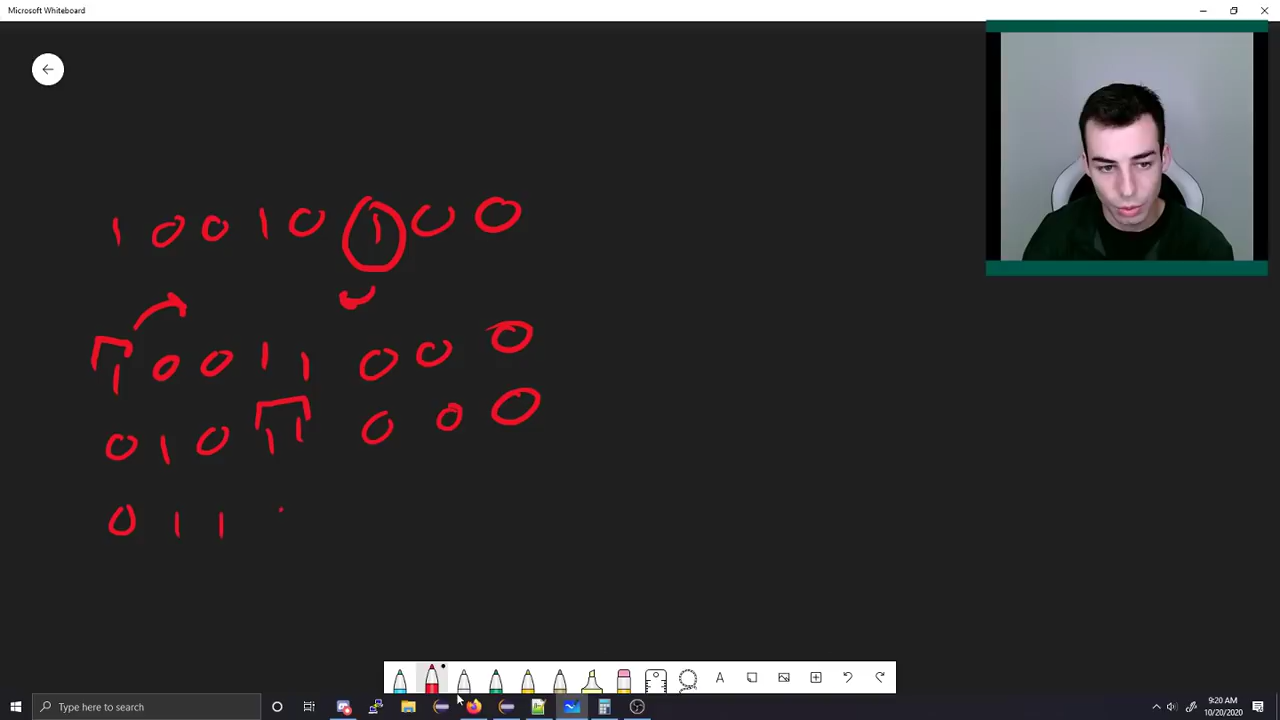 Microsoft Whiteboard
1 0 0 1 0 1 0 0
1 0 0 1 1 0 0 0
0 1 0 1 1 0 0 0
0 1 1
A
Type here to search
9:20 AM
10/20/2020